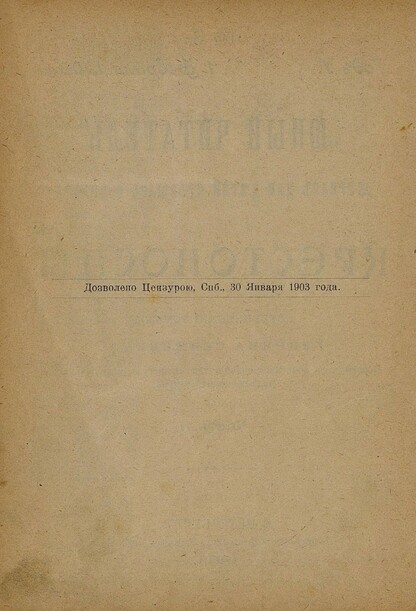 Дозволено Цензурою, Спб., 30 Января 1903 года.